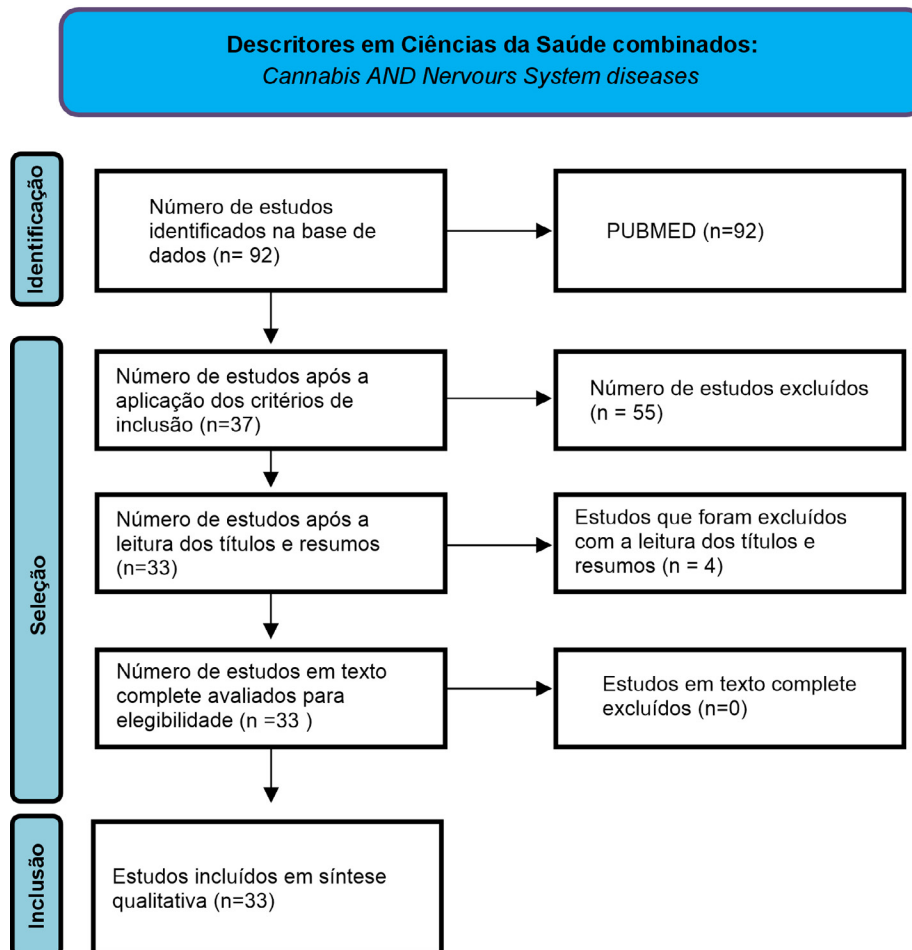 Descritores em Ciências da Saúde combinados:
Cannabis AND Nervours System diseases
Identificação
Número de estudos
identificados na base de
dados (n= 92)
PUBMED (n=92)
Seleção
Número de estudos após a
aplicação dos critérios de
inclusão (n=37)
Número de estudos excluídos
(n = 55)
Número de estudos após a
leitura dos títulos e resumos
(n=33)
Estudos que foram excluídos
com a leitura dos títulos e
resumos (n = 4)
Número de estudos em texto
complete avaliados para
elegibilidade (n =33 )
Estudos em texto complete
excluídos (n=0)
Inclusão
Estudos incluídos em síntese
qualitativa (n=33)